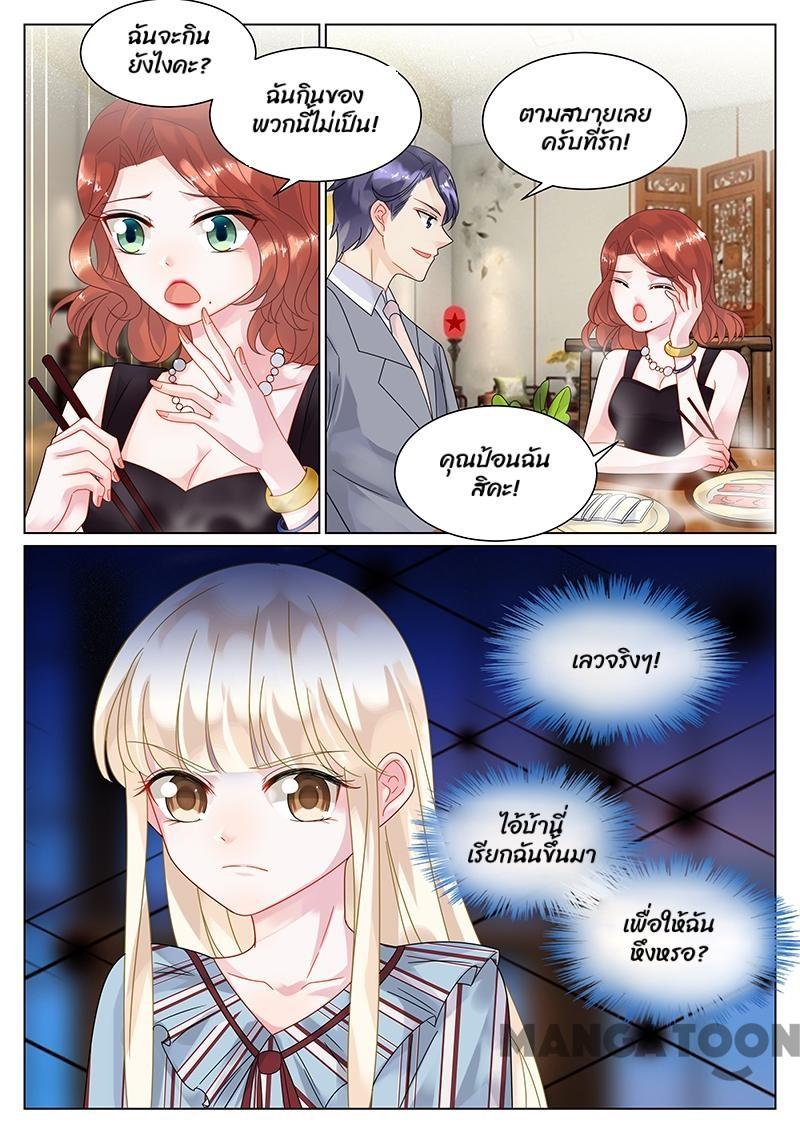 ฉันจะกิน
ยังไงคะ?
ฉันกินของ
พวกนี้ไม่เป็น!
ตามสบายเลย
ครับที่รัก!
คุณป้อนฉัน
สิคะ!
เลวจริงๆ!
ไอ้บ้านี่
เรียกฉันขึ้นมา
เพื่อให้ฉัน
หึงหรอ?
MANGATOON